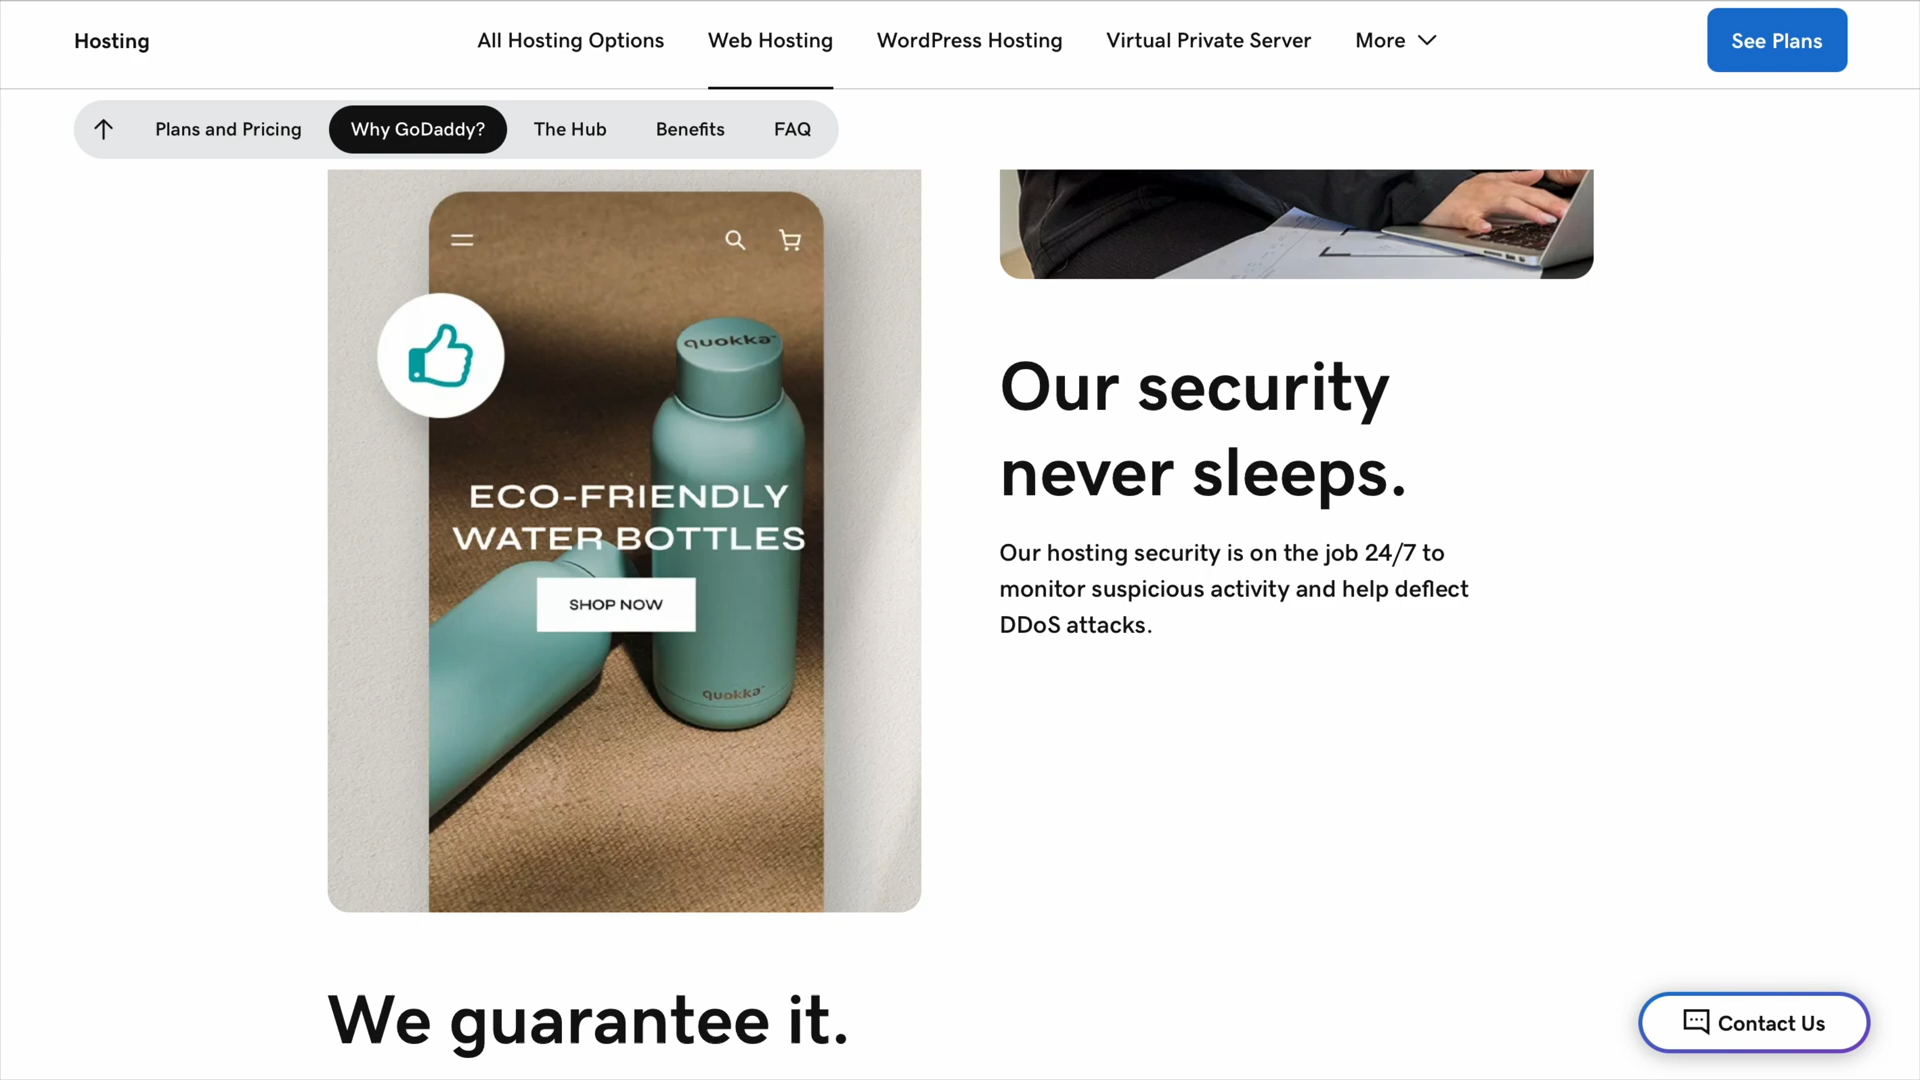 Hosting
All Hosting Options
Web Hosting
WordPress Hosting
Virtual Private Server
More
See Plans
Plans and Pricing
Why GoDaddy?
The Hub
Benefits
FAQ
quokka
ECO-FRIENDLY
WATER BOTTLES
SHOP NOW
quokka
Our security
never sleeps.
Our hosting security is on the job 24/7 to
monitor suspicious activity and help deflect
DDoS attacks.
We guarantee it.
Contact Us